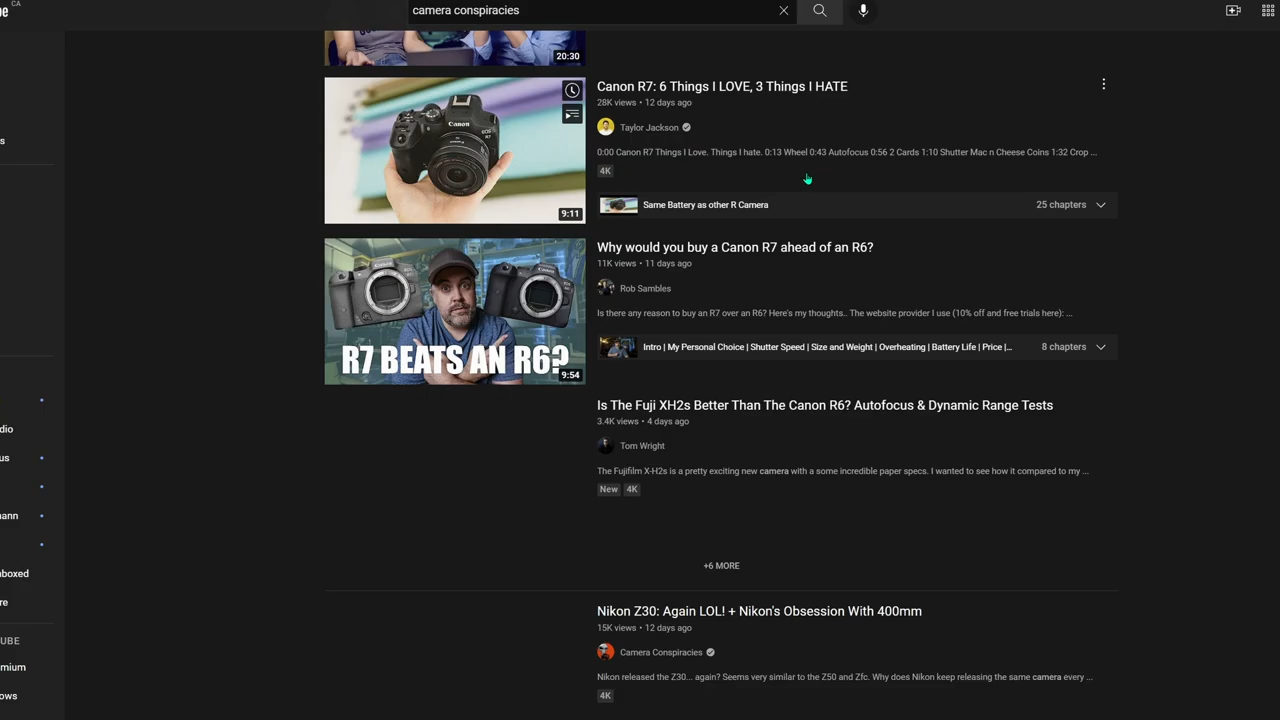 CA
camera conspiracies
20:30
Canon R7: 6 Things I LOVE, 3 Things I HATE
28K views • 12 days ago
Taylor Jackson
0:00 Canon R7 Things I Love. Things I hate. 0:13 Wheel 0:43 Autofocus 0:56 2 Cards 1:10 Shutter Mac n Cheese Coins 1:32 Crop ...
4K
Canon
9:11
Same Battery as other R Camera
25 chapters
Why would you buy a Canon R7 ahead of an R6?
11K views • 11 days ago
Rob Sambles
Is there any reason to buy an R7 over an R6? Here's my thoughts.. The website provider I use (10% off and free trials here): ...
R7 BEATS AN R6?
9:54
Intro | My Personal Choice | Shutter Speed | Size and Weight | Overheating | Battery Life | Price |...
8 chapters
Is The Fuji XH2s Better Than The Canon R6? Autofocus & Dynamic Range Tests
3.4K views • 4 days ago
Tom Wright
The Fujifilm X-H2s is a pretty exciting new camera with a some incredible paper specs. I wanted to see how it compared to my ...
New 4K
+6 MORE
Nikon Z30: Again LOL! + Nikon's Obsession With 400mm
15K views • 12 days ago
Camera Conspiracies
Nikon released the Z30... again? Seems very similar to the Z50 and Zfc. Why does Nikon keep releasing the same camera every ...
4K
s
dio
us
ann
boxed
re
UBE
mium
ows